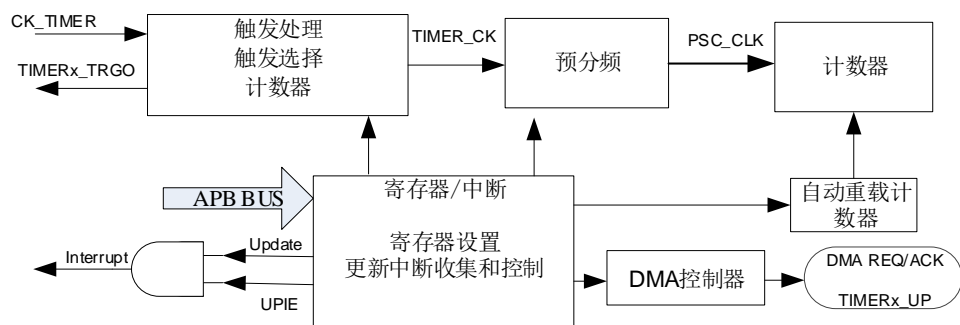 CK_TIMER
TIMERx_TRGO
触发处理
触发选择
计数器
TIMER_CK
预分频
PSC_CLK
计数器
APB BUS
寄存器/中断
寄存器设置
更新中断收集和控制
自动重载计
数器
Interrupt
Update
UPIE
DMA控制器
DMA REQ/ACK
TIMERx_UP